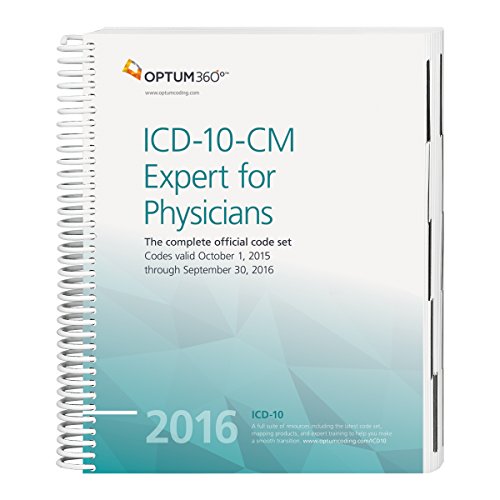 OPTUM360°™
www.optumcoding.com
ICD-10-CM
Expert for
Physicians
The complete official code set
Codes valid October 1, 2015
through September 30, 2016
2016
ICD-10
A full suite of resources including the latest code set,
mapping products, and expert training to help you make
a smooth transition. www.optumcoding.com/ICD10